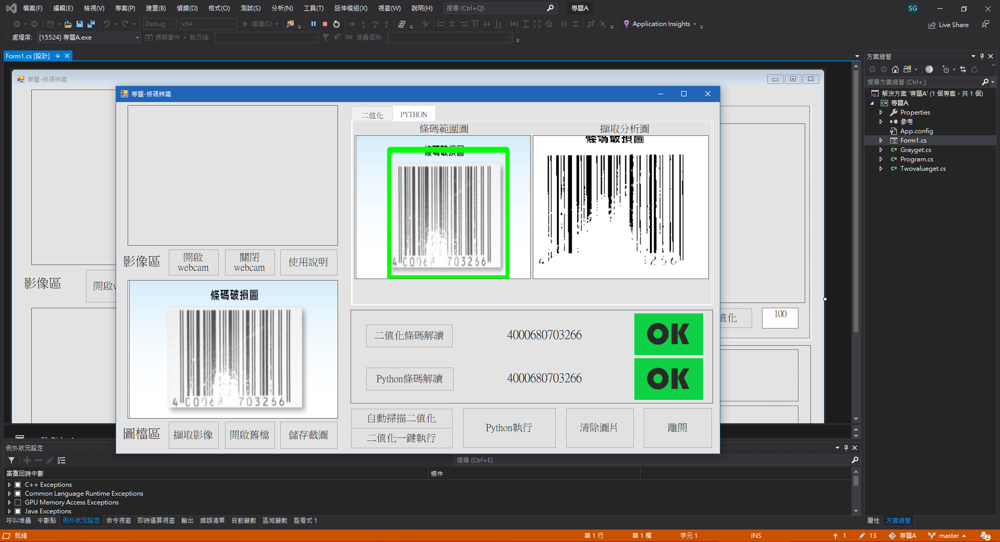 檔案(F) 編輯(E) 檢視(V) 專案(P) 建置(B) 偵錯(D) 格式(O) 測試(S) 分析(N) 工具(T) 延伸模組(X) 視窗(W) 說明(H) 搜尋 (Ctrl+Q) 專題A SG
Debug x64 繼續(C) Application Insights Live Share
處理序: [15524] 專題A.exe 週期事件 執行緒: 堆疊框架:
Form1.cs [設計]
專題-條碼辨識
影像區
開啟
值化
100
專題-條碼辨識
二值化 PYTHON
條碼範圍圖 擷取分析圖
條碼破損圖
703266
條碼破損圖
影像區
開啟
webcam
關閉
webcam
使用說明
條碼破損圖
703266
圖檔區 擷取影像 開啟舊檔 儲存截圖
二值化條碼解讀 4000680703266 OK
Python條碼解讀 4000680703266 OK
自動掃描二值化
二值化一鍵執行
Python執行 清除圖片 離開
方案總管
搜尋方案總管 (Ctrl+;)
解決方案 '專題A' (1 個專案，共 1 個)
專題A
Properties
參考
App.config
Form1.cs
Grayget.cs
Program.cs
Twovalueget.cs
例外狀況設定
搜尋 (Ctrl+E)
當擲回時中斷 條件
C++ Exceptions
Common Language Runtime Exceptions
GPU Memory Access Exceptions
Java Exceptions
呼叫堆疊 中斷點 例外狀況設定 命令視窗 即時運算視窗 輸出 錯誤清單 自動變數 區域變數 監看式 1
屬性 方案總管
就緒 第 1 行 第 1 欄 字元 1 INS 1 13 專題A master 2